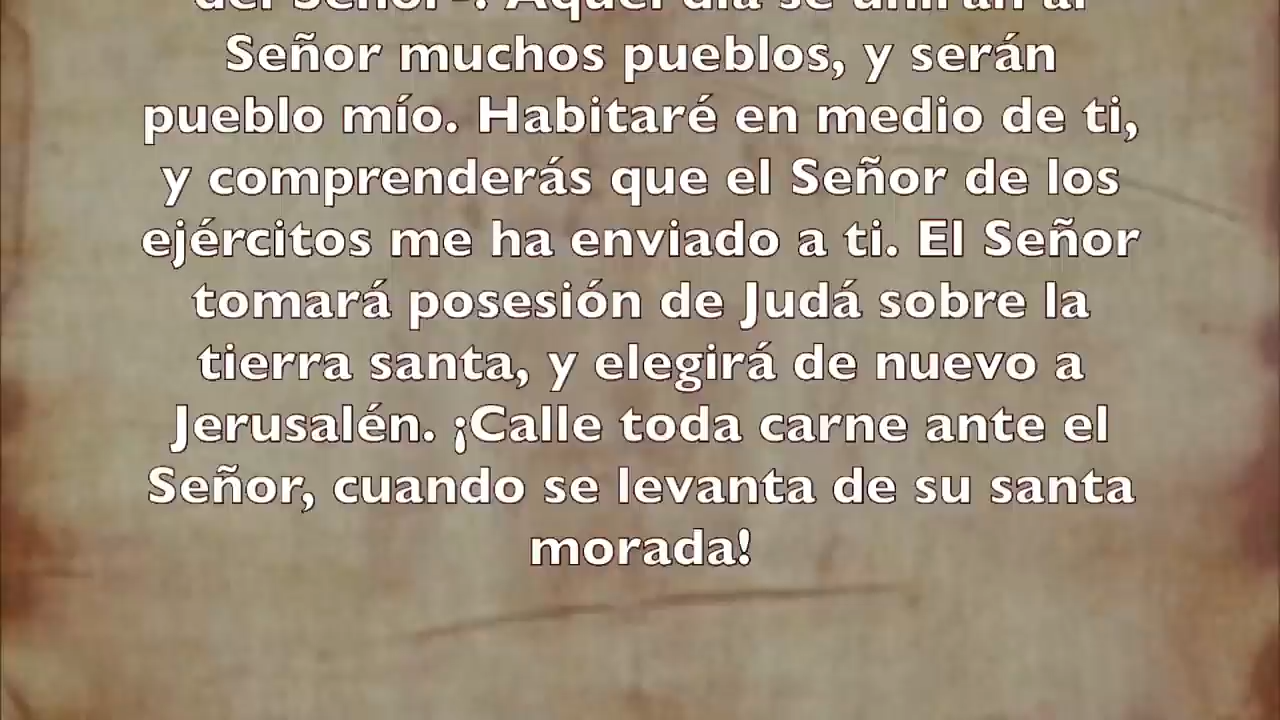 del Señor-. Aquel día se unirán al
Señor muchos pueblos, y serán
pueblo mío. Habitaré en medio de ti,
y comprenderás que el Señor de los
ejércitos me ha enviado a ti. El Señor
tomará posesión de Judá sobre la
tierra santa, y elegirá de nuevo a
Jerusalén. ¡Calle toda carne ante el
Señor, cuando se levanta de su santa
morada!